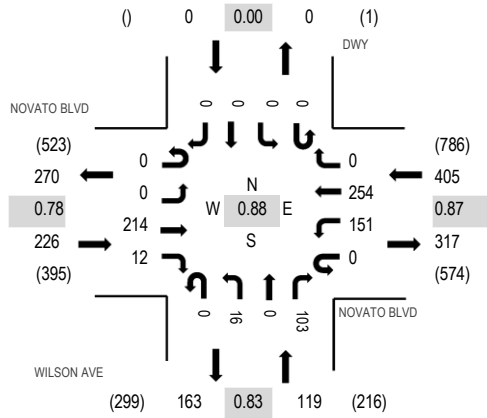 () 0 0.00 0 (1)
DWY
0 0 0 0
NOVATO BLVD
(523) (786)
270 0 0 405
0 N 254
0.78 W 0.88 E 0.87
226 214 S 151 317
(395) 12 0 (574)
0 16 0 103
NOVATO BLVD
WILSON AVE
(299) 163 0.83 119 (216)